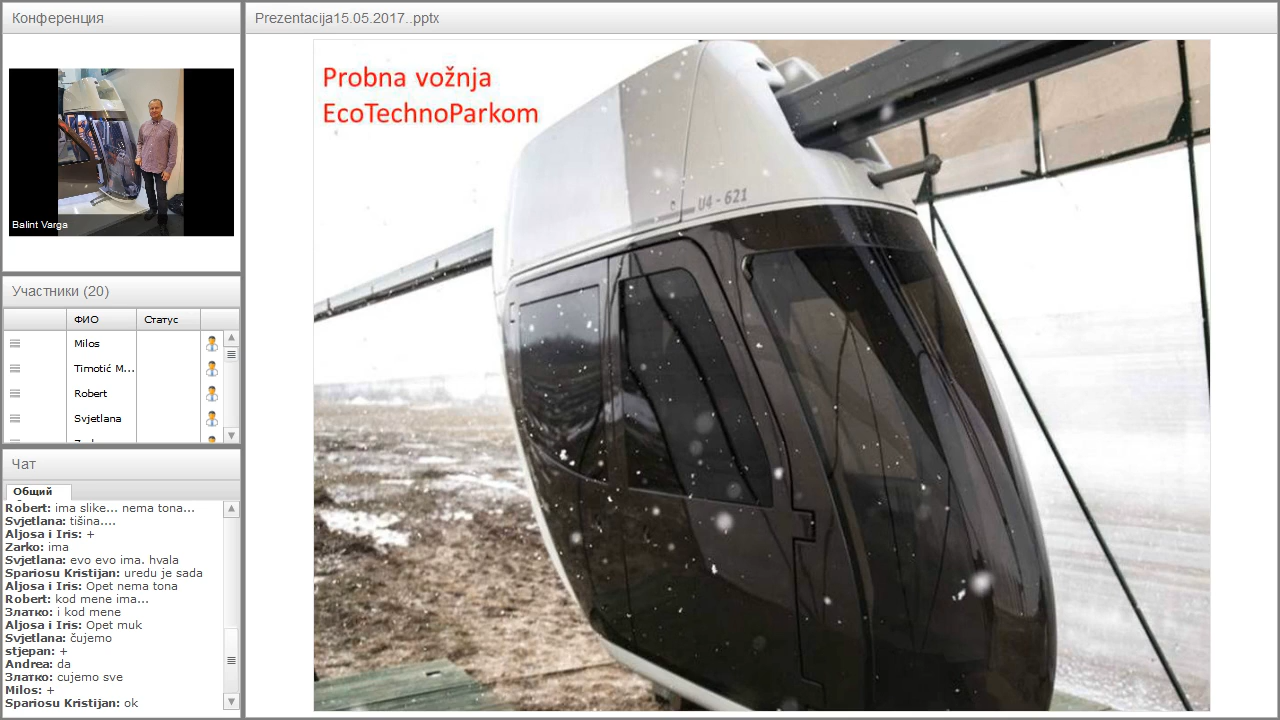 Конференция
Balint Varga
Участники (20)
ФИО Статус
Milos
Timotić M...
Robert
Svjetlana
Чат
Общий
Robert: ima slike... nema tona...
Svjetlana: tišina....
Aljosa i Iris: +
Zarko: ima
Svjetlana: evo evo ima. hvala
Spariosu Kristijan: uredu je sada
Aljosa i Iris: Opet nema tona
Robert: kod mene ima...
Златко: i kod mene
Aljosa i Iris: Opet muk
Svjetlana: čujemo
stjepan: +
Andrea: da
Златко: cujemo sve
Milos: +
Spariosu Kristijan: ok
Prezentacija15.05.2017..pptx
Probna vožnja
EcoTechnoParkom
U4-621